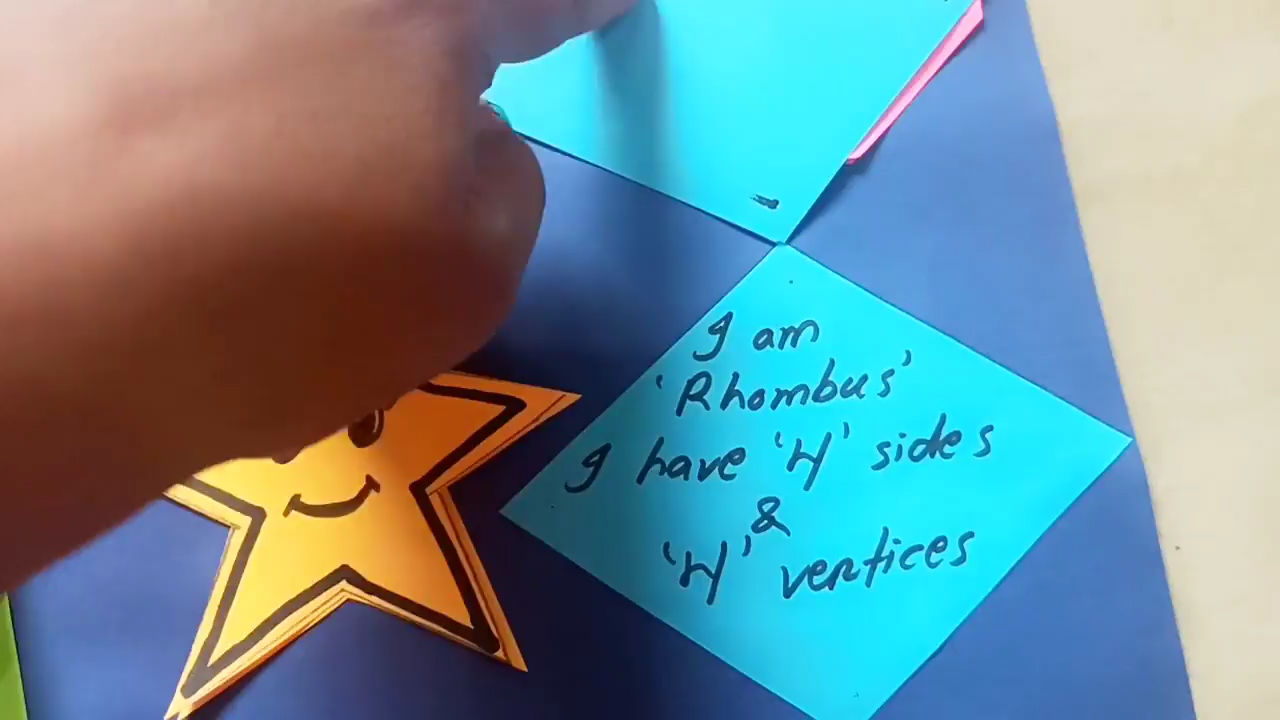 I am
'Rhombus'
I have '4' sides
&
'4' vertices